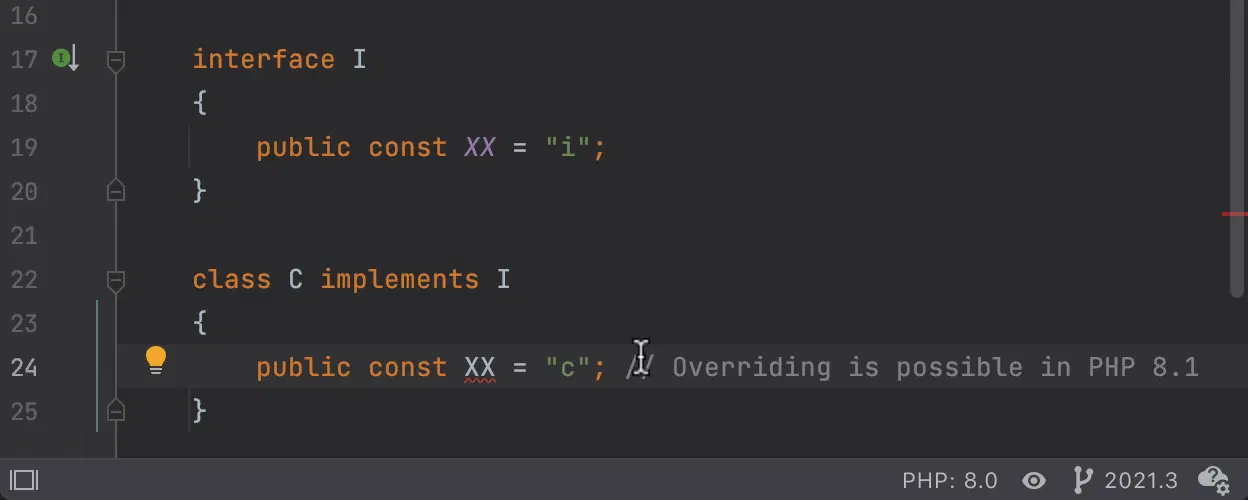 16
17 I interface I
18 {
19 public const XX = "i";
20 }
21
22 class C implements I
23 {
24 public const XX = "c"; // Overriding is possible in PHP 8.1
25 }
PHP: 8.0 2021.3